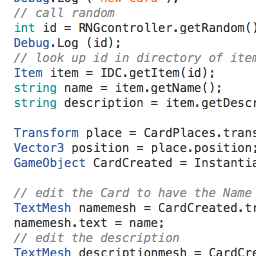 Debug.Log ("New Card");
// call random
int id = RNGcontroller.getRandom()
Debug.Log (id);
// look up id in directory of item
Item item = IDC.getItem(id);
string name = item.getName();
string description = item.getDescr
Transform place = CardPlaces.trans
Vector3 position = place.position;
GameObject CardCreated = Instantia
// edit the Card to have the Name
TextMesh namemesh = CardCreated.tr
namemesh.text = name;
// edit the description
TextMesh descriptionmesh = CardCre